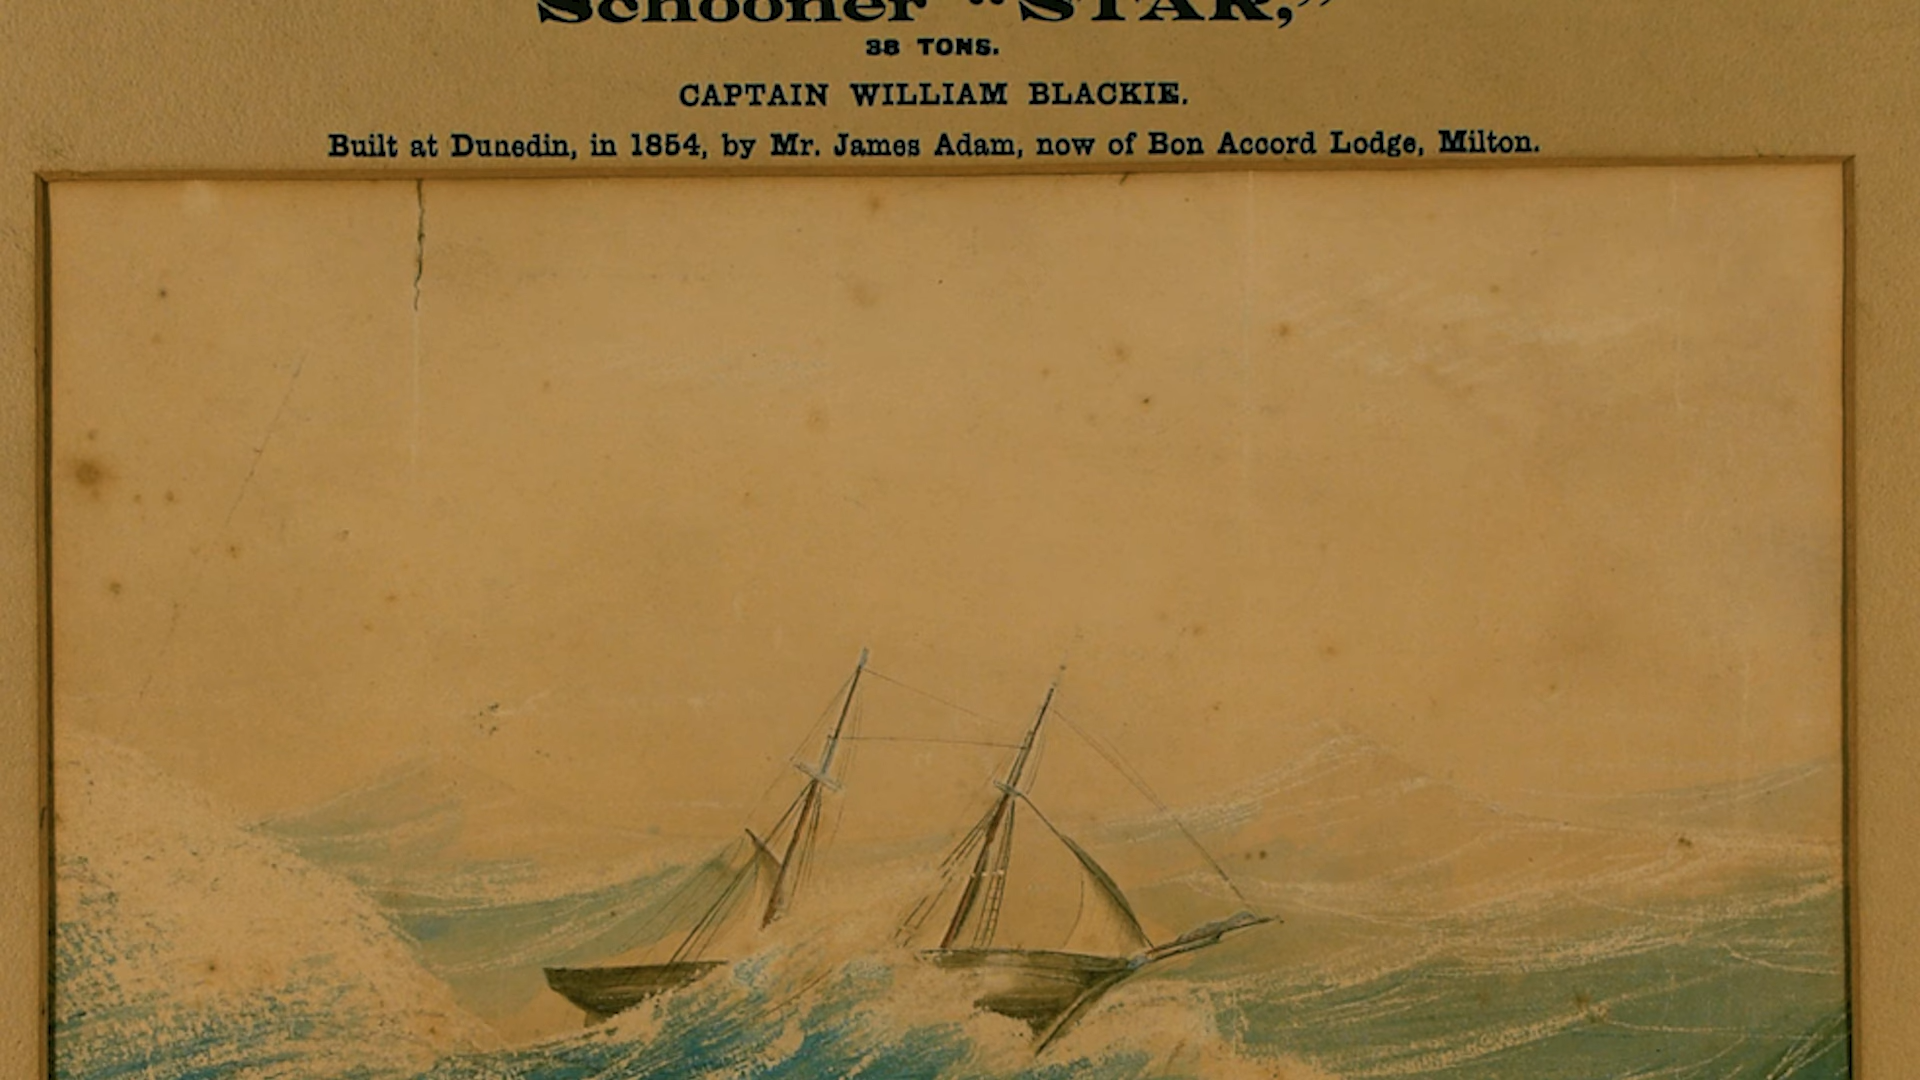 Schooner "STAR,"
38 TONS.
CAPTAIN WILLIAM BLACKIE.
Built at Dunedin, in 1854, by Mr. James Adam, now of Bon Accord Lodge, Milton.